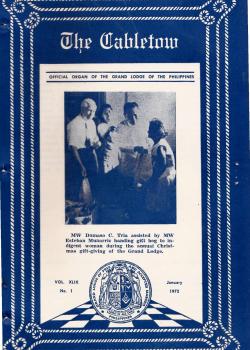 The Cabletow
OFFICIAL ORGAN OF THE GRAND LODGE OF THE PHILIPPINES
MW Damaso C. Tria assisted by MW
Esteban Munarriz handing gift bag to in-
digent woman during the annual Christ-
mas gift-giving of the Grand Lodge.
VOL. XLIX
No. 1
January
1972